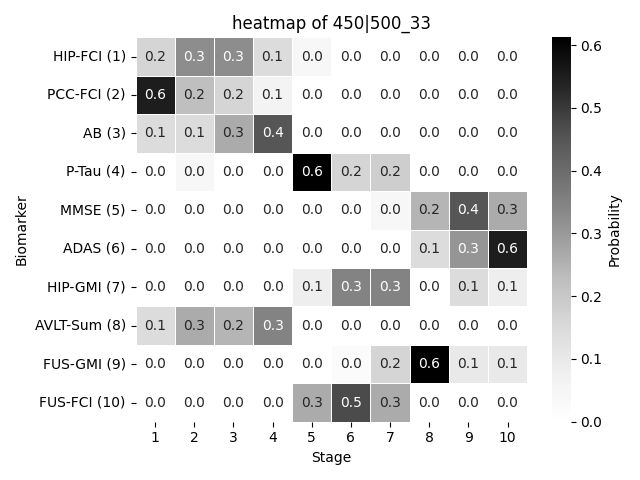 heatmap of 450|500_33
HIP-FCI (1) 0.2 0.3 0.3 0.1 0.0 0.0 0.0 0.0 0.0 0.0
PCC-FCI (2) 0.6 0.2 0.2 0.1 0.0 0.0 0.0 0.0 0.0 0.0
AB (3) 0.1 0.1 0.3 0.4 0.0 0.0 0.0 0.0 0.0 0.0
P-Tau (4) 0.0 0.0 0.0 0.0 0.6 0.2 0.2 0.0 0.0 0.0
MMSE (5) 0.0 0.0 0.0 0.0 0.0 0.0 0.0 0.2 0.4 0.3
ADAS (6) 0.0 0.0 0.0 0.0 0.0 0.0 0.0 0.1 0.3 0.6
HIP-GMI (7) 0.0 0.0 0.0 0.0 0.1 0.3 0.3 0.0 0.1 0.1
AVLT-Sum (8) 0.1 0.3 0.2 0.3 0.0 0.0 0.0 0.0 0.0 0.0
FUS-GMI (9) 0.0 0.0 0.0 0.0 0.0 0.0 0.2 0.6 0.1 0.1
FUS-FCI (10) 0.0 0.0 0.0 0.0 0.3 0.5 0.3 0.0 0.0 0.0
1 2 3 4 5 6 7 8 9 10
Stage
Biomarker
0.6
0.5
0.4
0.3
0.2
0.1
0.0
Probability